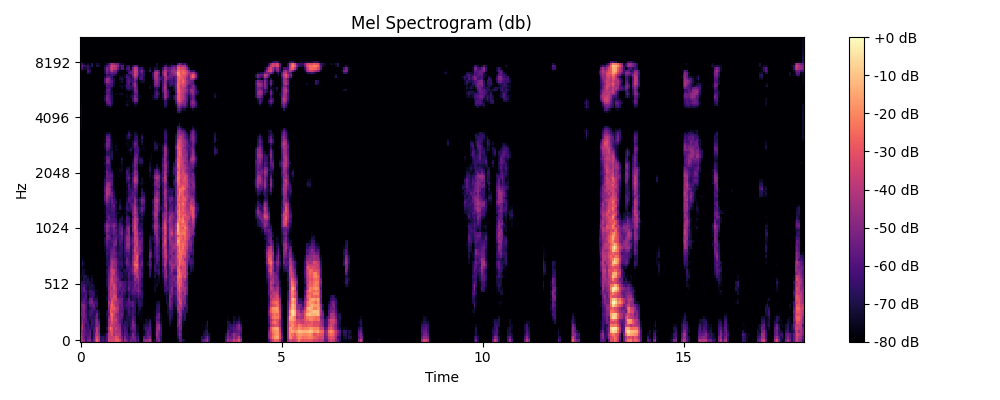 Mel Spectrogram (db)
Hz
8192
4096
2048
1024
512
0
0
5
10
15
Time
+0 dB
-10 dB
-20 dB
-30 dB
-40 dB
-50 dB
-60 dB
-70 dB
-80 dB